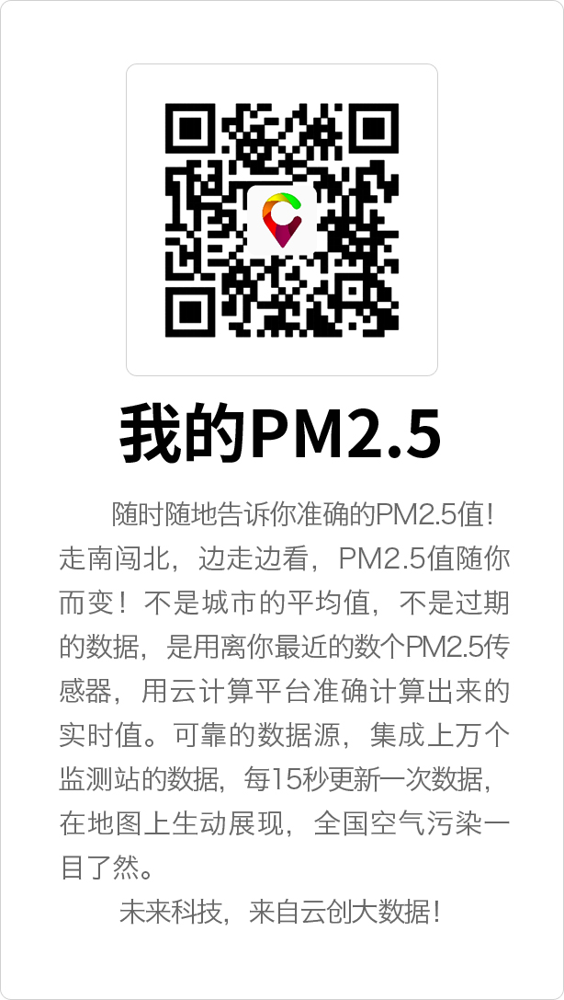 我的PM2.5
随时随地告诉你准确的PM2.5值！
走南闯北，边走边看，PM2.5值随你
而变！不是城市的平均值，不是过期
的数据，是用离你最近的数个PM2.5传
感器，用云计算平台准确计算出来的
实时值。可靠的数据源，集成上万个
监测站的数据，每15秒更新一次数据，
在地图上生动展现，全国空气污染一
目了然。
未来科技，来自云创大数据！